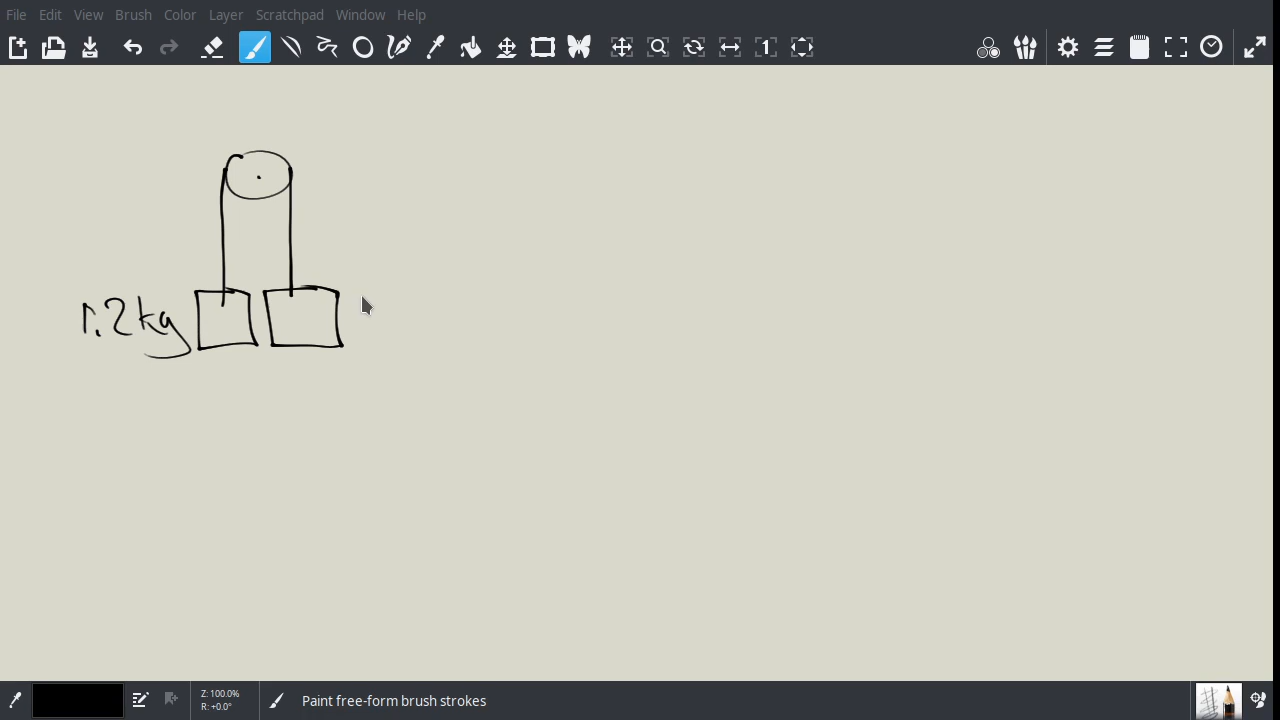 File Edit View Brush Color Layer Scratchpad Window Help
1
1.2kg
Z: 100.0%
R: +0.0°
Paint free-form brush strokes